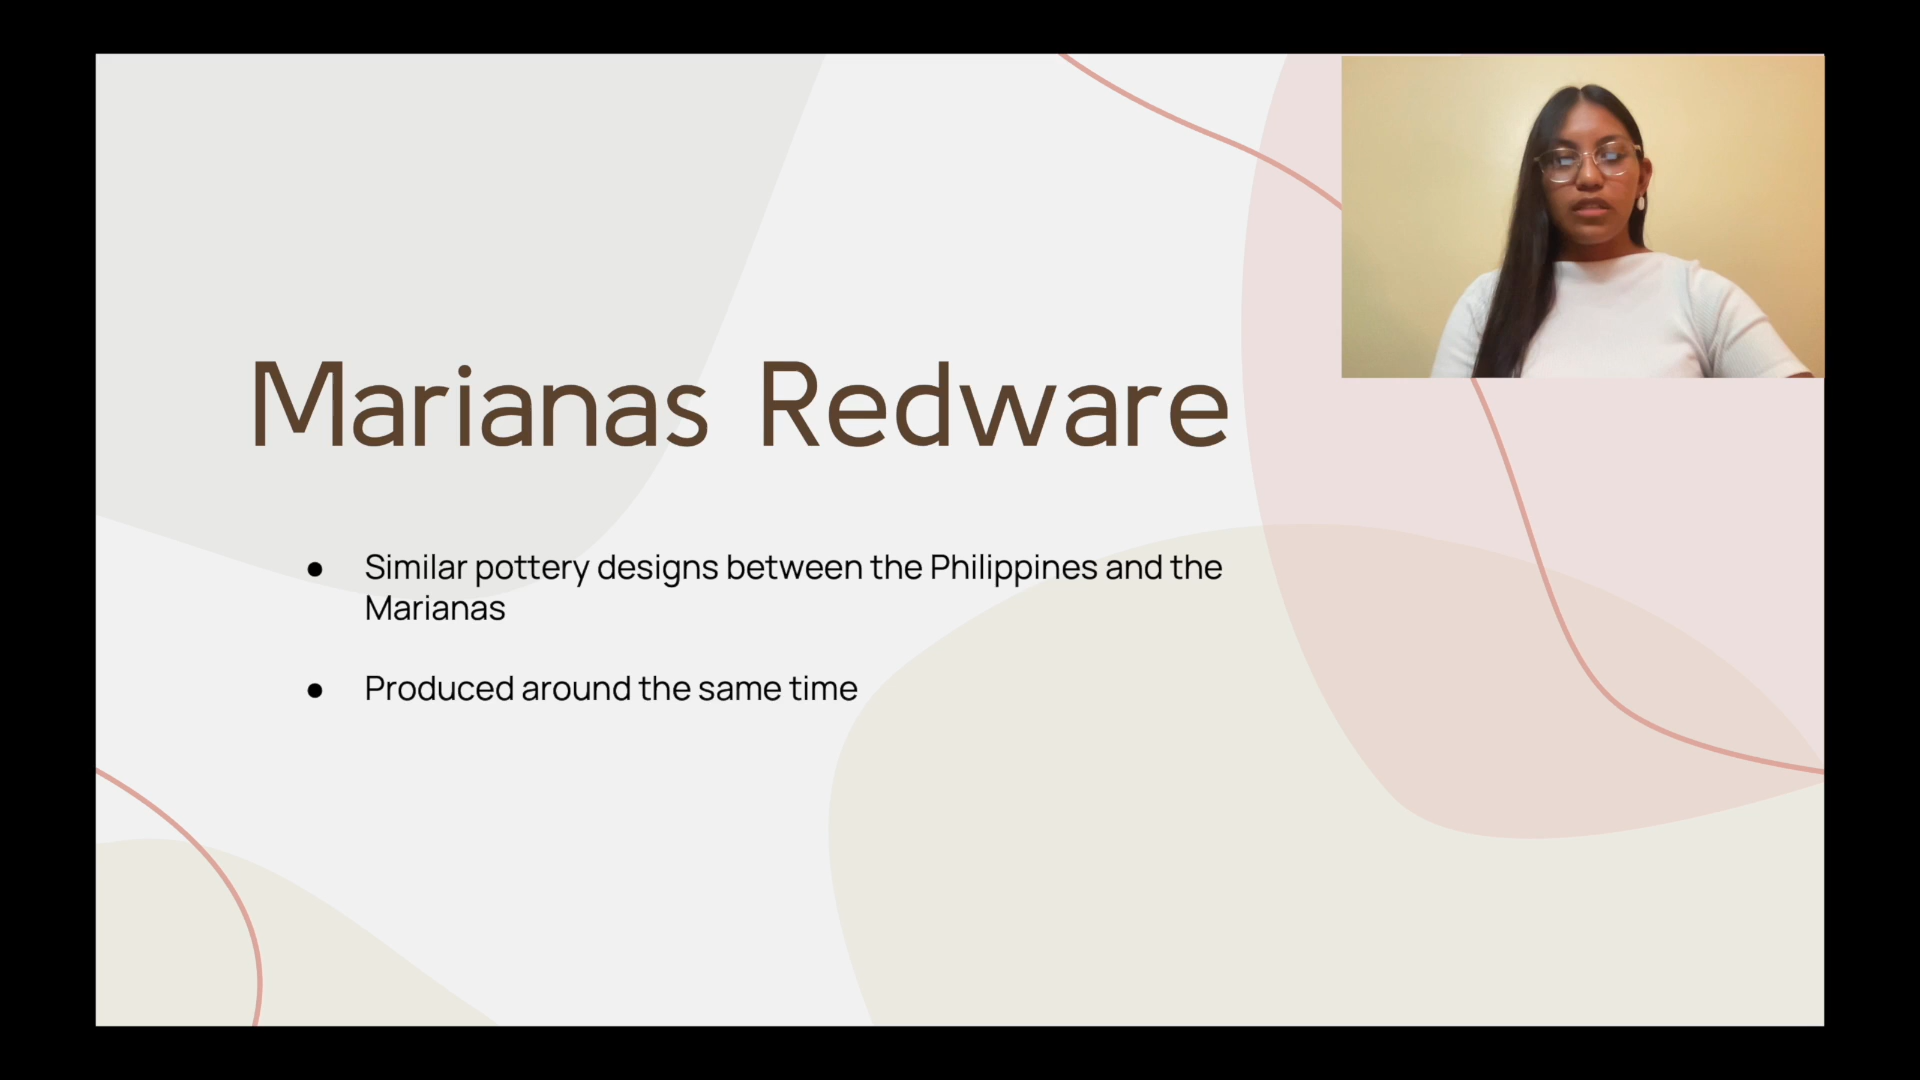 Marianas Redware
● Similar pottery designs between the Philippines and the
Marianas
● Produced around the same time